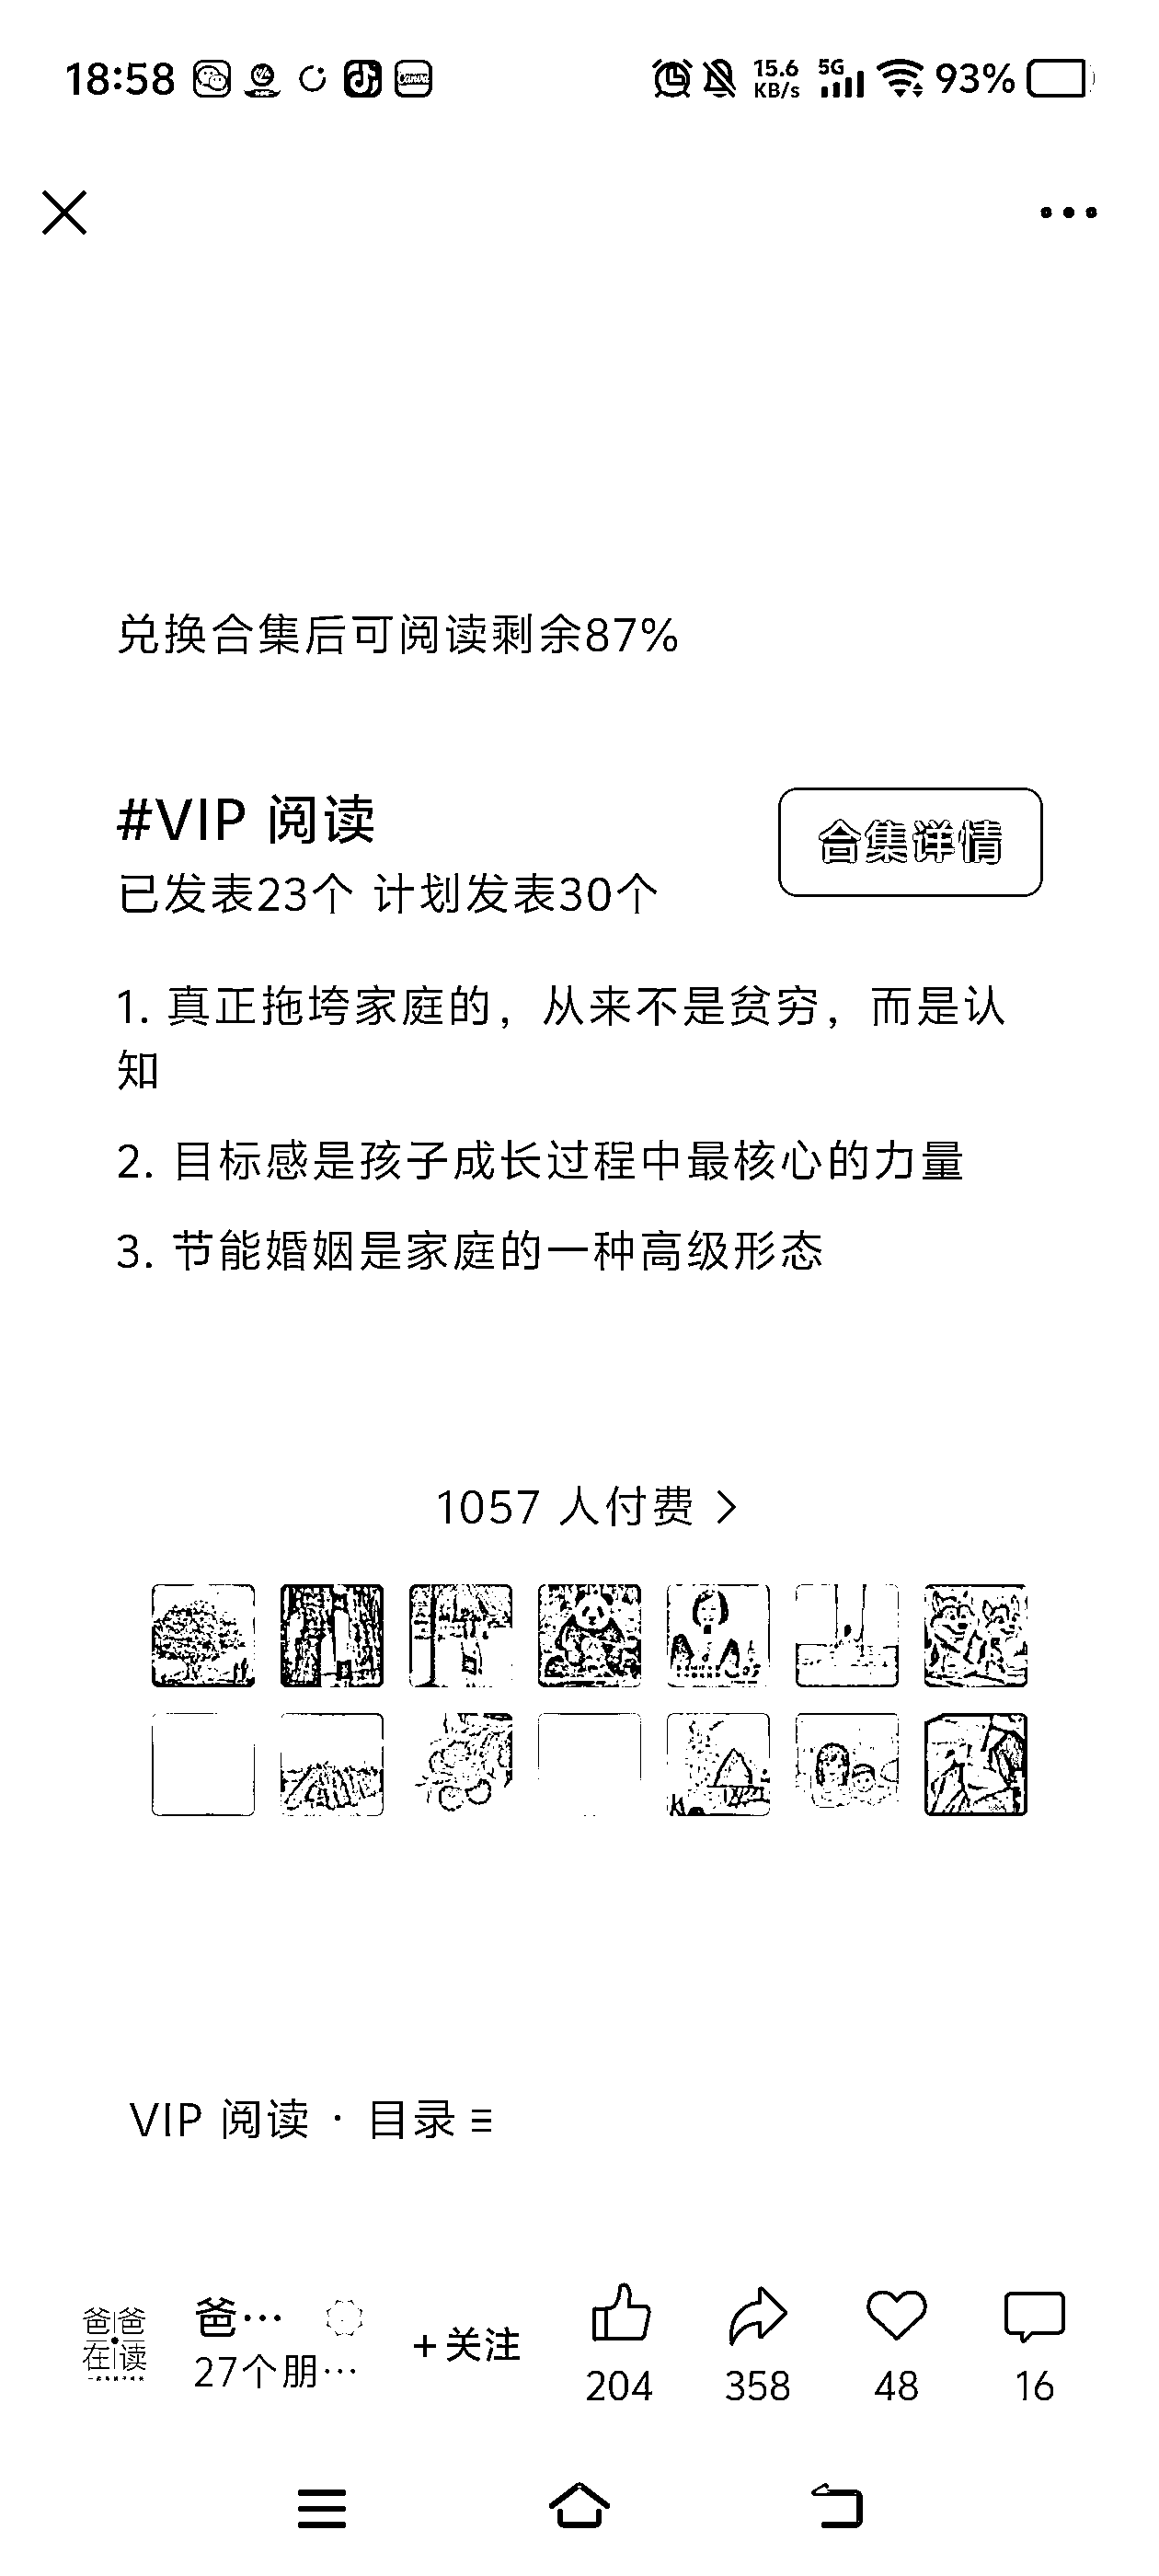 18:58 15.6 KB/s 5G 93%
兑换合集后可阅读剩余87%
#VIP 阅读
合集详情
已发表23个 计划发表30个
1. 真正拖垮家庭的，从来不是贫穷，而是认
知
2. 目标感是孩子成长过程中最核心的力量
3. 节能婚姻是家庭的一种高级形态
1057 人付费 >
VIP 阅读 · 目录
爸爸
在读
爸…
27个朋…
+关注
204 358 48 16